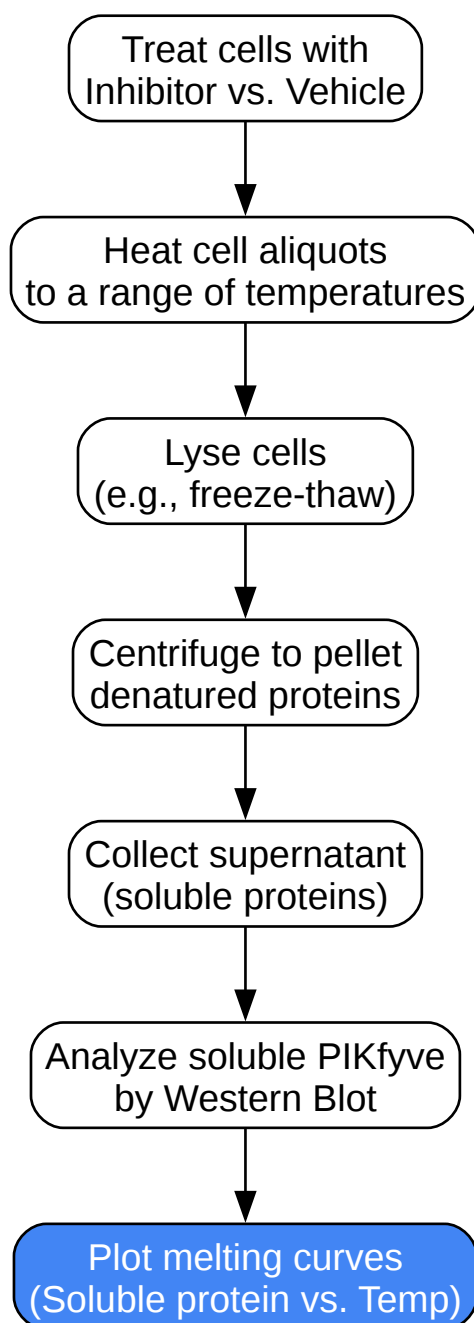 Treat cells with
Inhibitor vs. Vehicle
Heat cell aliquots
to a range of temperatures
Lyse cells
(e.g., freeze-thaw)
Centrifuge to pellet
denatured proteins
Collect supernatant
(soluble proteins)
Analyze soluble PIKfyve
by Western Blot
Plot melting curves
(Soluble protein vs. Temp)